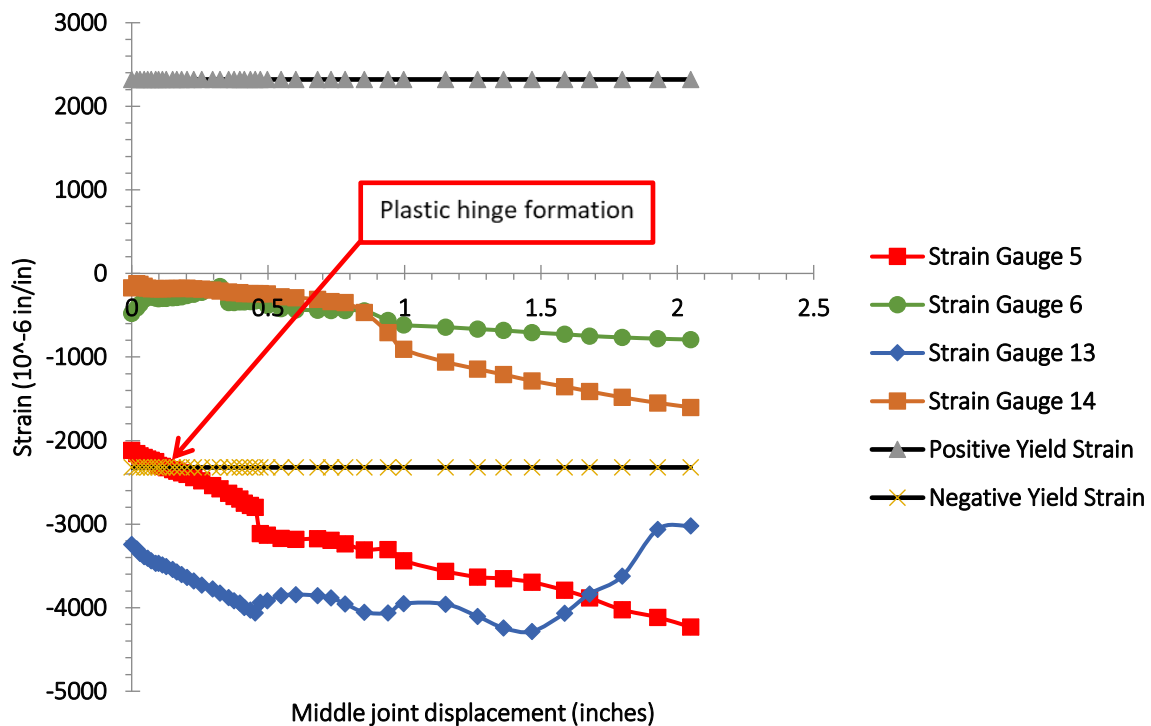 3000
2000
1000
0
-1000
-2000
-3000
-4000
-5000
0
0.5
1
1.5
2
2.5
Strain (10^-6 in/in)
Middle joint displacement (inches)
Plastic hinge formation
Strain Gauge 5
Strain Gauge 6
Strain Gauge 13
Strain Gauge 14
Positive Yield Strain
Negative Yield Strain